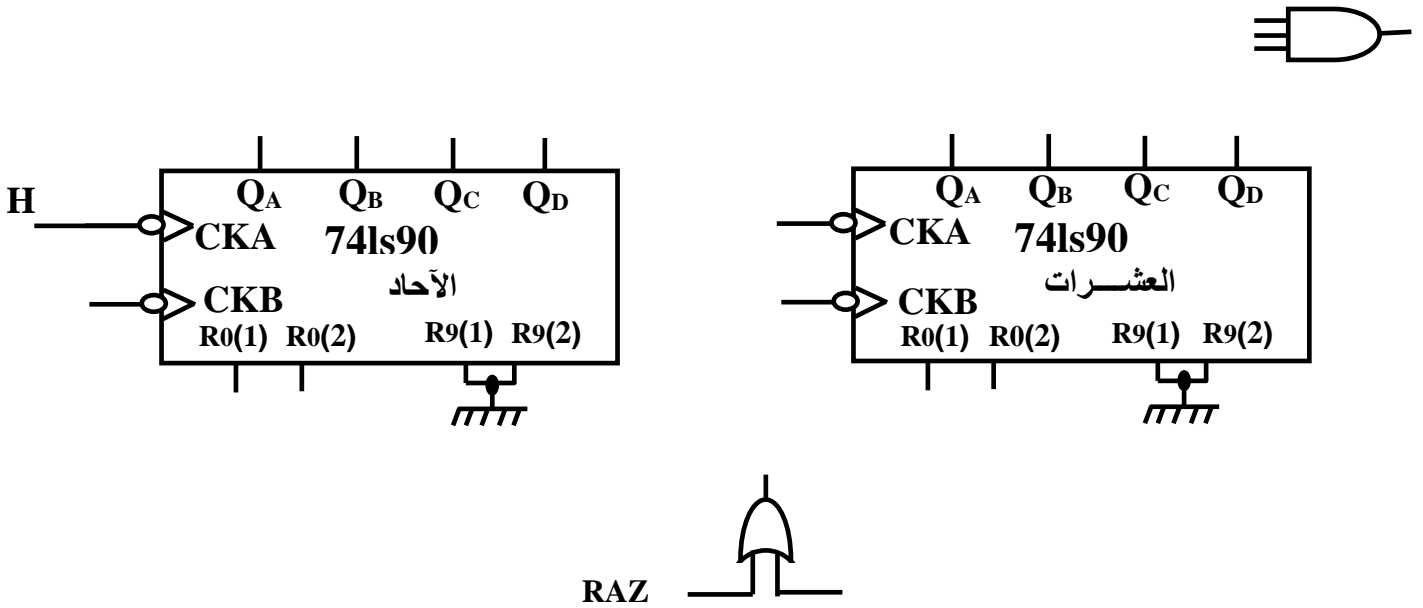 H
QA QB QC QD
CKA 74ls90
الآحاد
CKB
R0(1) R0(2) R9(1) R9(2)
QA QB QC QD
CKA 74ls90
العشـــرات
CKB
R0(1) R0(2) R9(1) R9(2)
RAZ